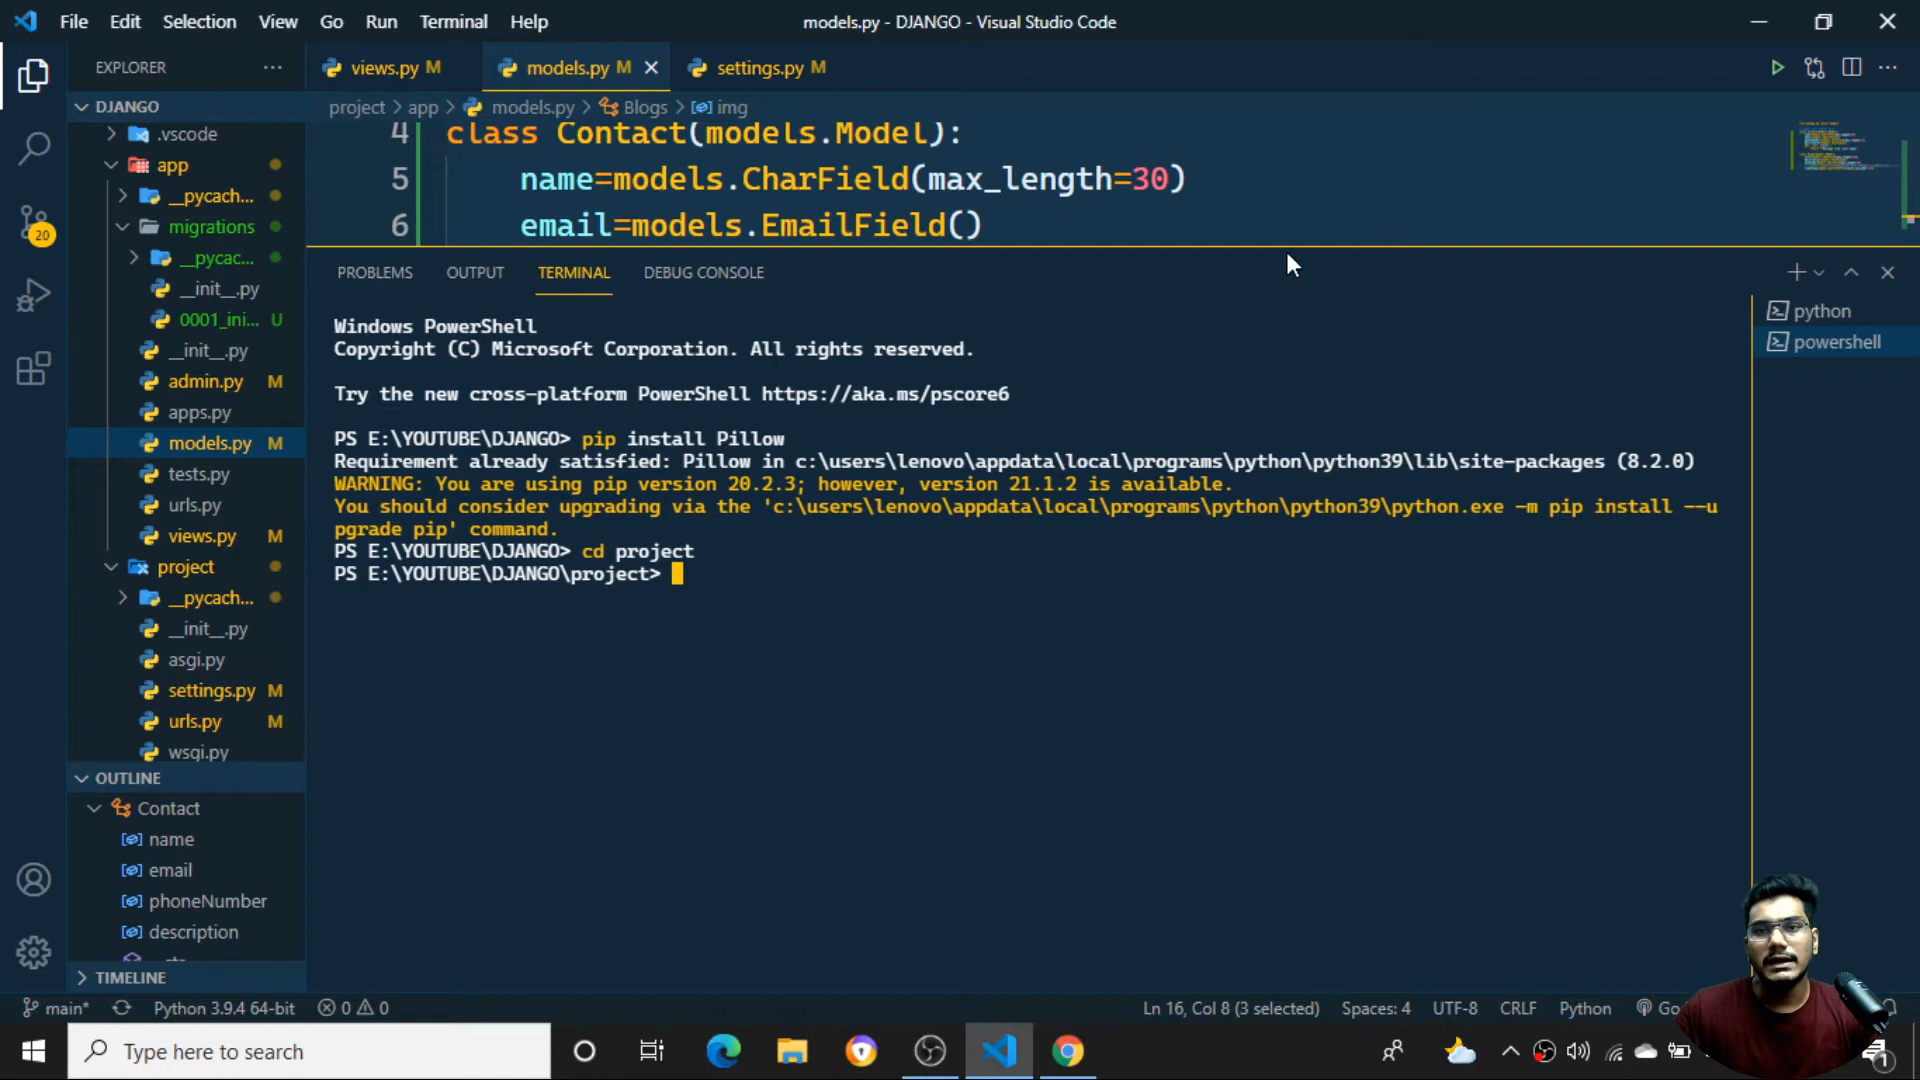 File Edit Selection View Go Run Terminal Help
models.py - DJANGO - Visual Studio Code
EXPLORER
views.py M
models.py M
settings.py M
DJANGO
project > app > models.py > Blogs > img
.vscode
app
__pycach...
migrations
__pycac...
__init__.py
0001_ini... U
__init__.py
admin.py M
apps.py
models.py M
tests.py
urls.py
views.py M
project
__pycach...
__init__.py
asgi.py
settings.py M
urls.py M
wsgi.py
OUTLINE
Contact
name
email
phoneNumber
description
TIMELINE
20
4 class Contact(models.Model):
5 name=models.CharField(max_length=30)
6 email=models.EmailField()
PROBLEMS OUTPUT TERMINAL DEBUG CONSOLE
python
powershell
Windows PowerShell
Copyright (C) Microsoft Corporation. All rights reserved.
Try the new cross-platform PowerShell https://aka.ms/pscore6
PS E:\YOUTUBE\DJANGO> pip install Pillow
Requirement already satisfied: Pillow in c:\users\lenovo\appdata\local\programs\python\python39\lib\site-packages (8.2.0)
WARNING: You are using pip version 20.2.3; however, version 21.1.2 is available.
You should consider upgrading via the 'c:\users\lenovo\appdata\local\programs\python\python39\python.exe -m pip install --u
pgrade pip' command.
PS E:\YOUTUBE\DJANGO> cd project
PS E:\YOUTUBE\DJANGO\project>
main* Python 3.9.4 64-bit 0 0 Ln 16, Col 8 (3 selected) Spaces: 4 UTF-8 CRLF Python Go
Type here to search
1